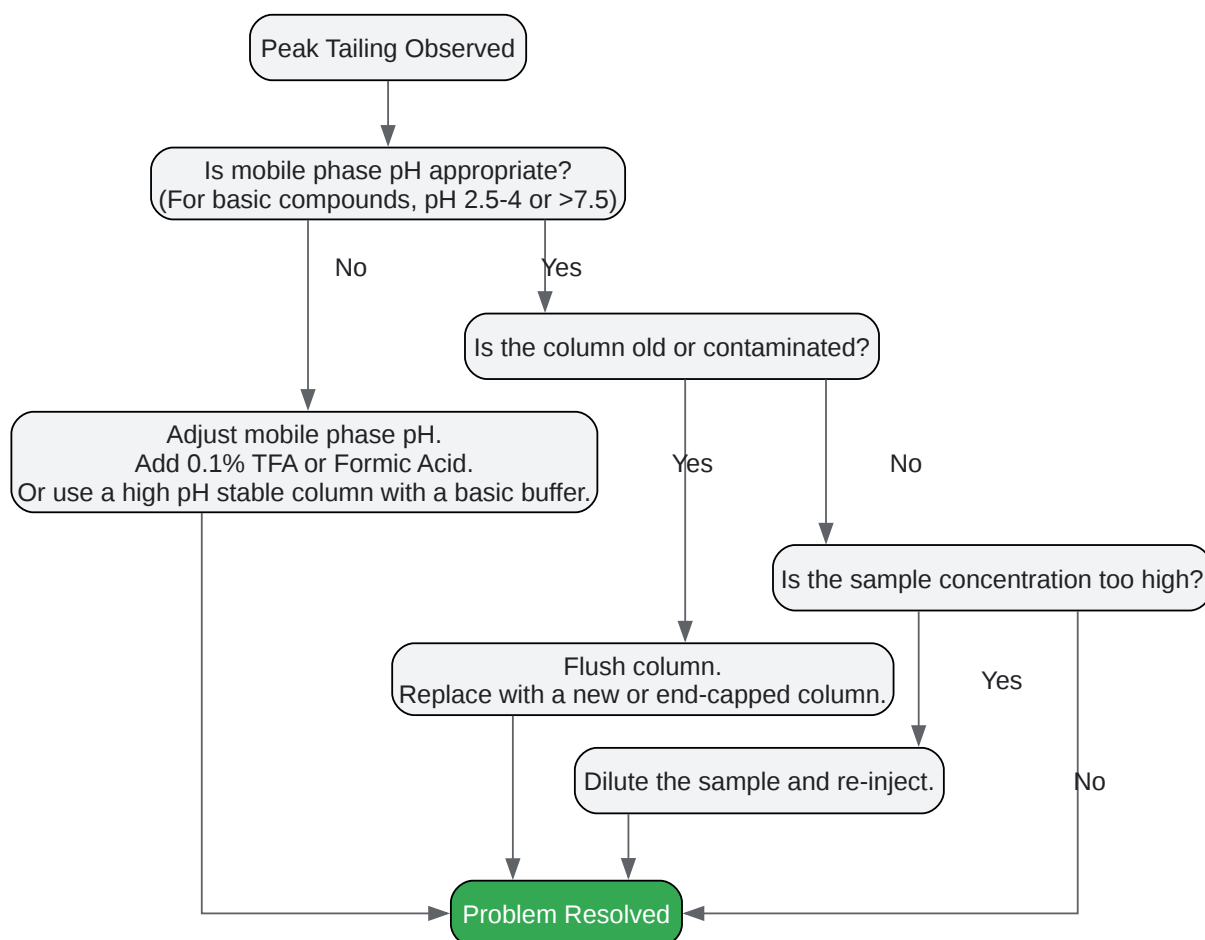 Peak Tailing Observed
Is mobile phase pH appropriate?
(For basic compounds, pH 2.5-4 or >7.5)
No
Yes
Is the column old or contaminated?
Adjust mobile phase pH.
Add 0.1% TFA or Formic Acid.
Or use a high pH stable column with a basic buffer.
Yes
No
Is the sample concentration too high?
Flush column.
Replace with a new or end-capped column.
Yes
Dilute the sample and re-inject.
No
Problem Resolved